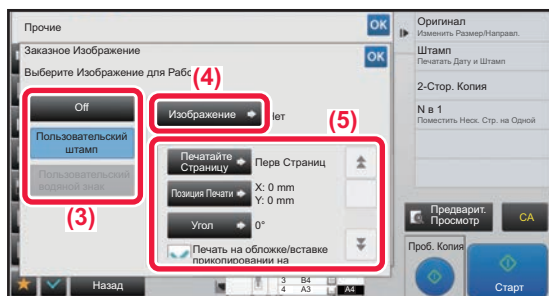 Прочие
OK
Заказное Изображение
OK
Выберите Изображение для Рабо
(4)
Off
Изображение
Нет
(5)
Пользовательский
штамп
Пользовательский
водяной знак
(3)
Печатайте
Страницу
Перв Страниц
Позиция Печати
X: 0 mm
Y: 0 mm
Угол
0°
Печать на обложке/вставке
прикопировании на
Назад
3 B4
4 A3
A4
Оригинал
Изменить Размер/Направл.
Штамп
Печатать Дату и Штамп
2-Стор. Копия
N в 1
Поместить Неск. Стр. на Одной
Предварит.
Просмотр
CA
Проб. Копия
Старт